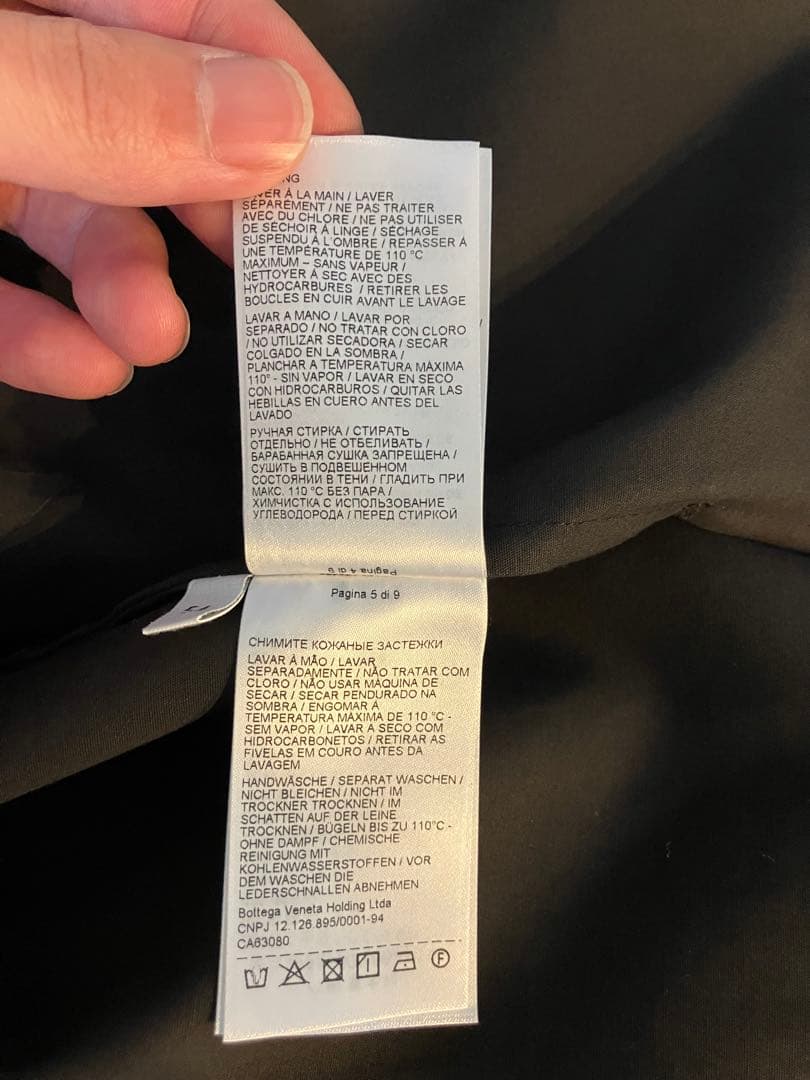 NG
VER À LA MAIN / LAVER
SÉPARÉMENT / NE PAS TRAITER
AVEC DU CHLORE / NE PAS UTILISER
DE SÉCHOIR À LINGE / SÉCHAGE
SUSPENDU À L'OMBRE / REPASSER À
UNE TEMPÉRATURE DE 110 °C
MAXIMUM – SANS VAPEUR /
NETTOYER À SEC AVEC DES
HYDROCARBURES / RETIRER LES
BOUCLES EN CUIR AVANT LE LAVAGE
LAVAR A MANO / LAVAR POR
SEPARADO / NO TRATAR CON CLORO
/ NO UTILIZAR SECADORA / SECAR
COLGADO EN LA SOMBRA /
PLANCHAR A TEMPERATURA MÁXIMA
110° - SIN VAPOR / LAVAR EN SECO
CON HIDROCARBUROS / QUITAR LAS
HEBILLAS EN CUERO ANTES DEL
LAVADO
РУЧНАЯ СТИРКА / СТИРАТЬ
ОТДЕЛЬНО / НЕ ОТБЕЛИВАТЬ /
БАРАБАННАЯ СУШКА ЗАПРЕЩЕНА /
СУШИТЬ В ПОДВЕШЕННОМ
СОСТОЯНИИ В ТЕНИ / ГЛАДИТЬ ПРИ
МАКС. 110 °C БЕЗ ПАРА /
ХИМЧИСТКА С ИСПОЛЬЗОВАНИЕ
УГЛЕВОДОРОДА / ПЕРЕД СТИРКОЙ
Pagina 4 di 9
Pagina 5 di 9
СНИМИТЕ КОЖАНЫЕ ЗАСТЕЖКИ
LAVAR À MÃO / LAVAR
SEPARADAMENTE / NÃO TRATAR COM
CLORO / NÃO USAR MÁQUINA DE
SECAR / SECAR PENDURADO NA
SOMBRA / ENGOMAR À
TEMPERATURA MÁXIMA DE 110 °C -
SEM VAPOR / LAVAR A SECO COM
HIDROCARBONETOS / RETIRAR AS
FIVELAS EM COURO ANTES DA
LAVAGEM
HANDWÄSCHE / SEPARAT WASCHEN /
NICHT BLEICHEN / NICHT IM
TROCKNER TROCKNEN / IM
SCHATTEN AUF DER LEINE
TROCKNEN / BÜGELN BIS ZU 110°C -
OHNE DAMPF / CHEMISCHE
REINIGUNG MIT
KOHLENWASSERSTOFFEN / VOR
DEM WASCHEN DIE
LEDERSCHNALLEN ABNEHMEN
Bottega Veneta Holding Ltda
CNPJ 12.126.895/0001-94
CA63080
F